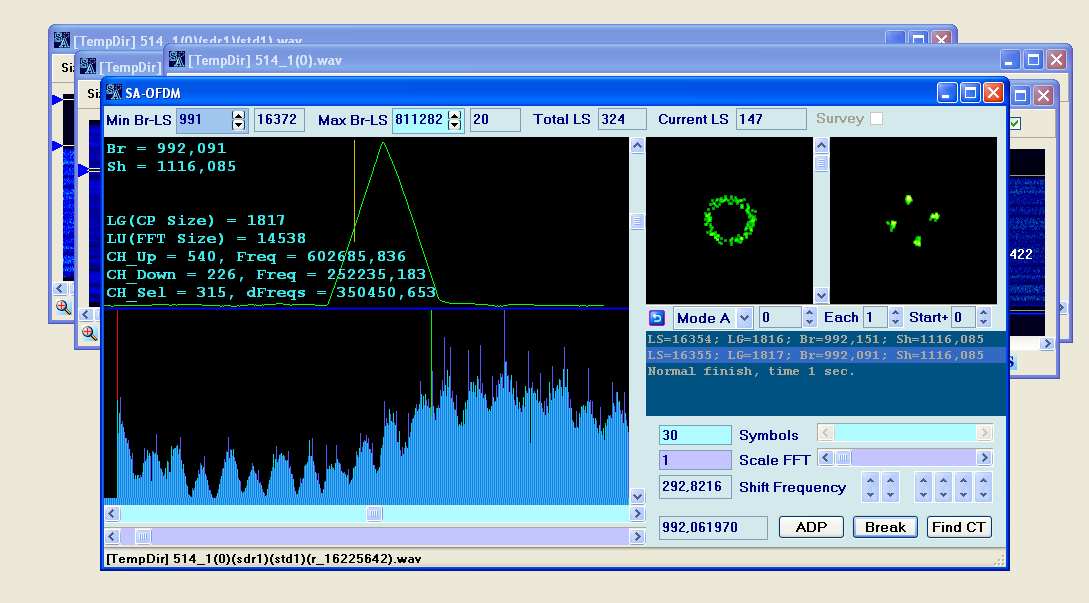 [TempDir] 514_1(0)(sdr1)(std1).wav
[TempDir]
[TempDir] 514_1(0).wav
SA-OFDM
Min Br-LS 991 16372 Max Br-LS 811282 20 Total LS 324 Current LS 147 Survey
Br = 992,091
Sh = 1116,085
LG(CP Size) = 1817
LU(FFT Size) = 14538
CH_Up = 540, Freq = 602685,836
CH_Down = 226, Freq = 252235,183
CH_Sel = 315, dFreqs = 350450,653
422
Mode A 0 Each 1 Start+ 0
LS=16354; LG=1816; Br=992,151; Sh=1116,085
LS=16355; LG=1817; Br=992,091; Sh=1116,085
Normal finish, time 1 sec.
30 Symbols
1 Scale FFT
292,8216 Shift Frequency
992,061970 ADP Break Find CT
[TempDir] 514_1(0)(sdr1)(std1)(r_16225642).wav